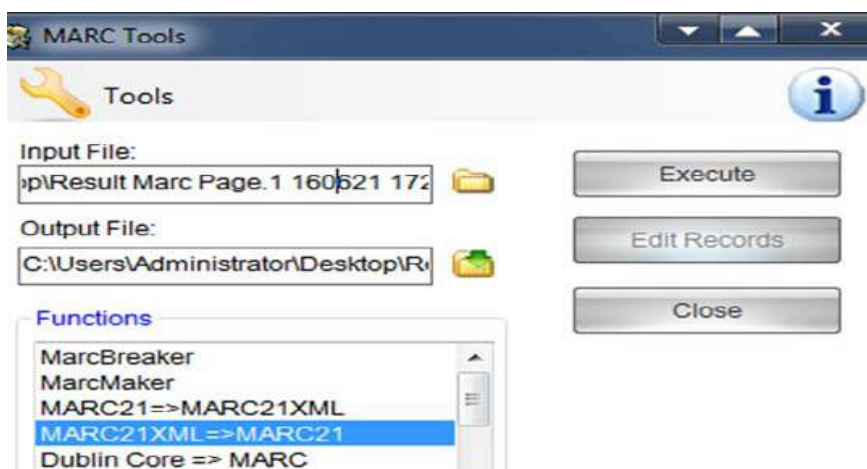 MARC Tools
Tools
Input File:
op\Result Marc Page.1 160621 172
Execute
Output File:
Edit Records
C:\Users\Administrator\Desktop\R
Functions
Close
MarcBreaker
MarcMaker
MARC21=>MARC21XML
MARC21XML=>MARC21
Dublin Core => MARC